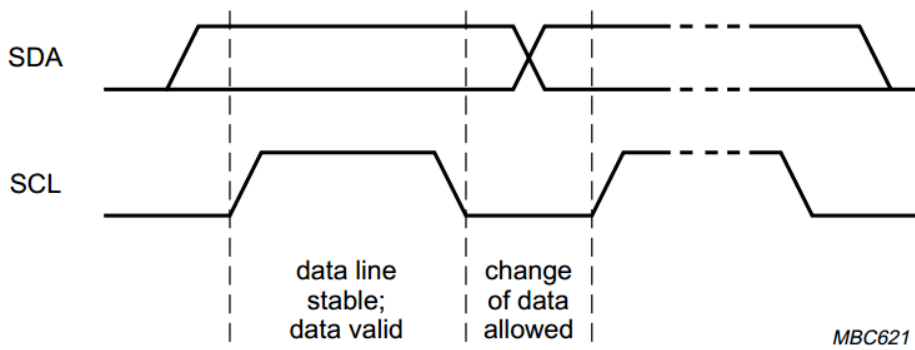 SDA
SCL
data line
stable;
data valid
change
of data
allowed
MBC621